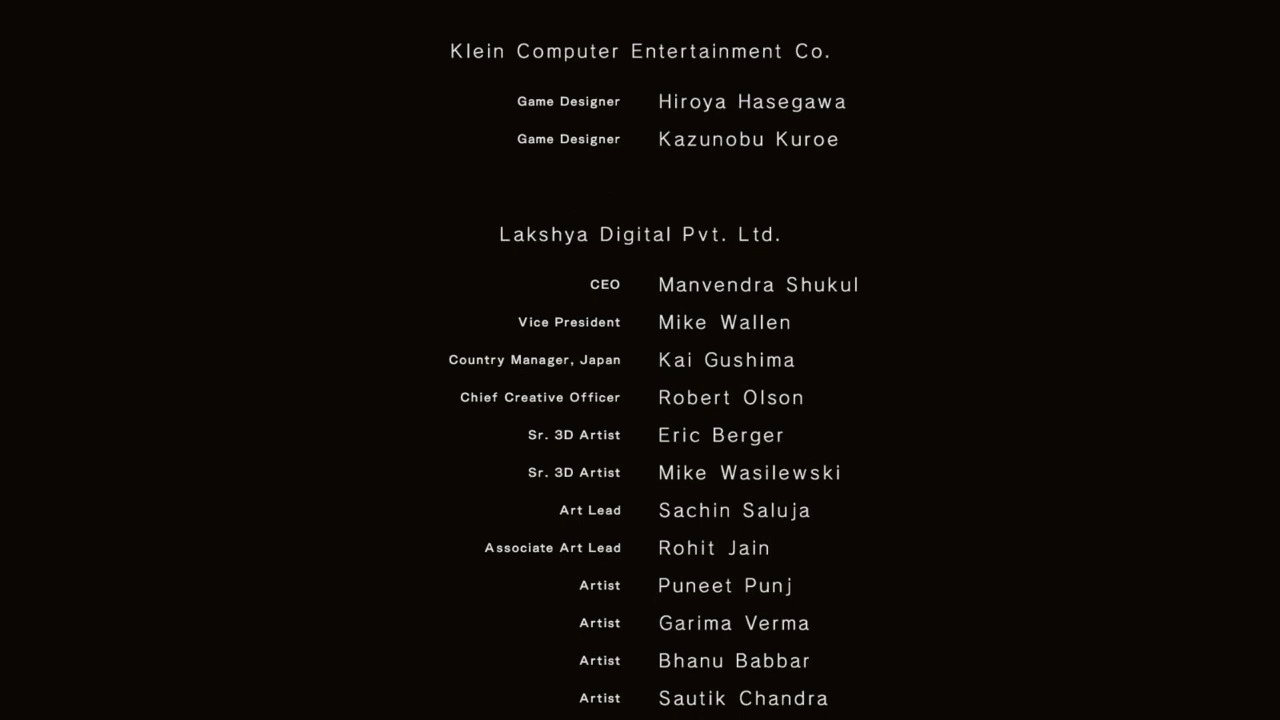 Klein Computer Entertainment Co.
Game Designer Hiroya Hasegawa
Game Designer Kazunobu Kuroe
Lakshya Digital Pvt. Ltd.
CEO Manvendra Shukul
Vice President Mike Wallen
Country Manager, Japan Kai Gushima
Chief Creative Officer Robert Olson
Sr. 3D Artist Eric Berger
Sr. 3D Artist Mike Wasilewski
Art Lead Sachin Saluja
Associate Art Lead Rohit Jain
Artist Puneet Punj
Artist Garima Verma
Artist Bhanu Babbar
Artist Sautik Chandra